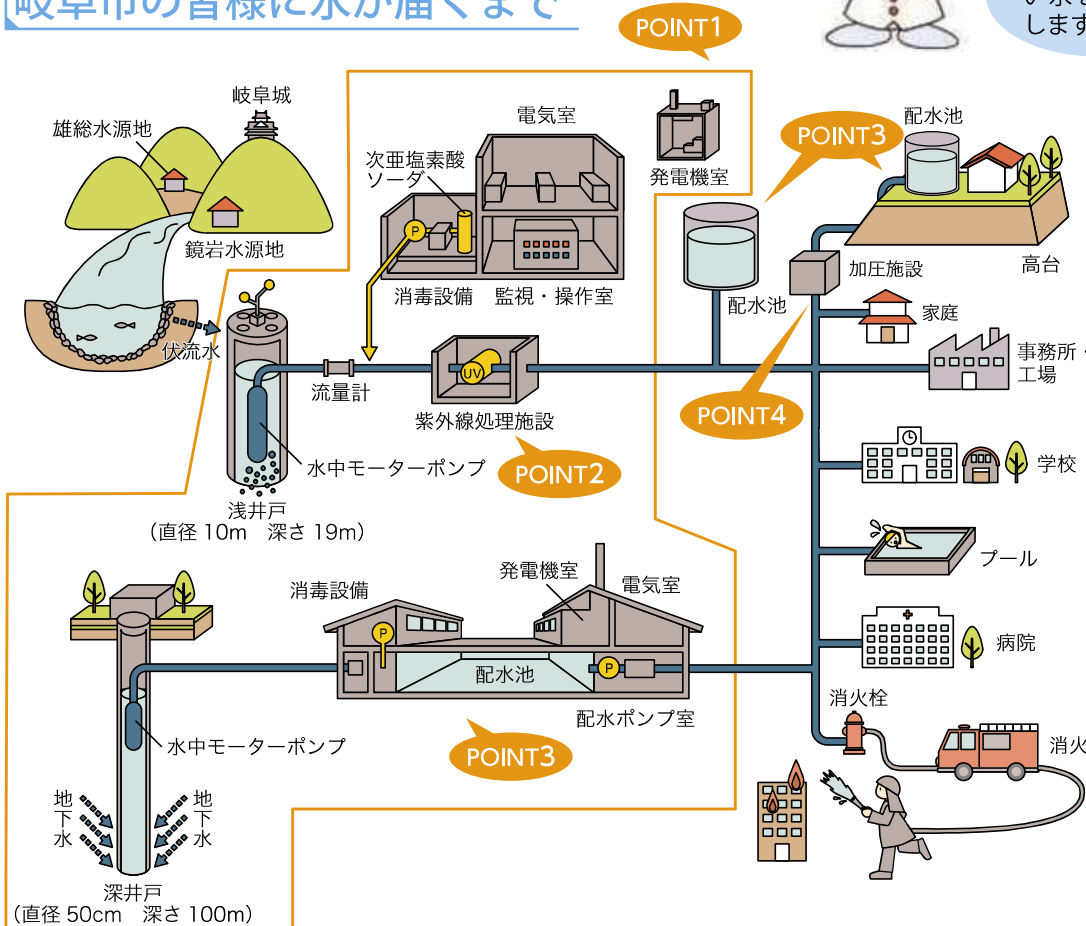 岐阜市の皆様に水が届くまで
POINT1
します
岐阜城
雄総水源地
鏡岩水源地
伏流水
電気室
次亜塩素酸
ソーダ
消毒設備
監視・操作室
発電機室
POINT3
配水池
配水池
加圧施設
高台
家庭
事務所・
工場
流量計
UV
紫外線処理施設
P
POINT4
POINT2
水中モーターポンプ
浅井戸
(直径 10m 深さ 19m)
学校
プール
病院
消火栓
消火
消毒設備
発電機室
電気室
P
配水池
P
配水ポンプ室
POINT3
水中モーターポンプ
地下水
地下水
深井戸
(直径 50cm 深さ 100m)